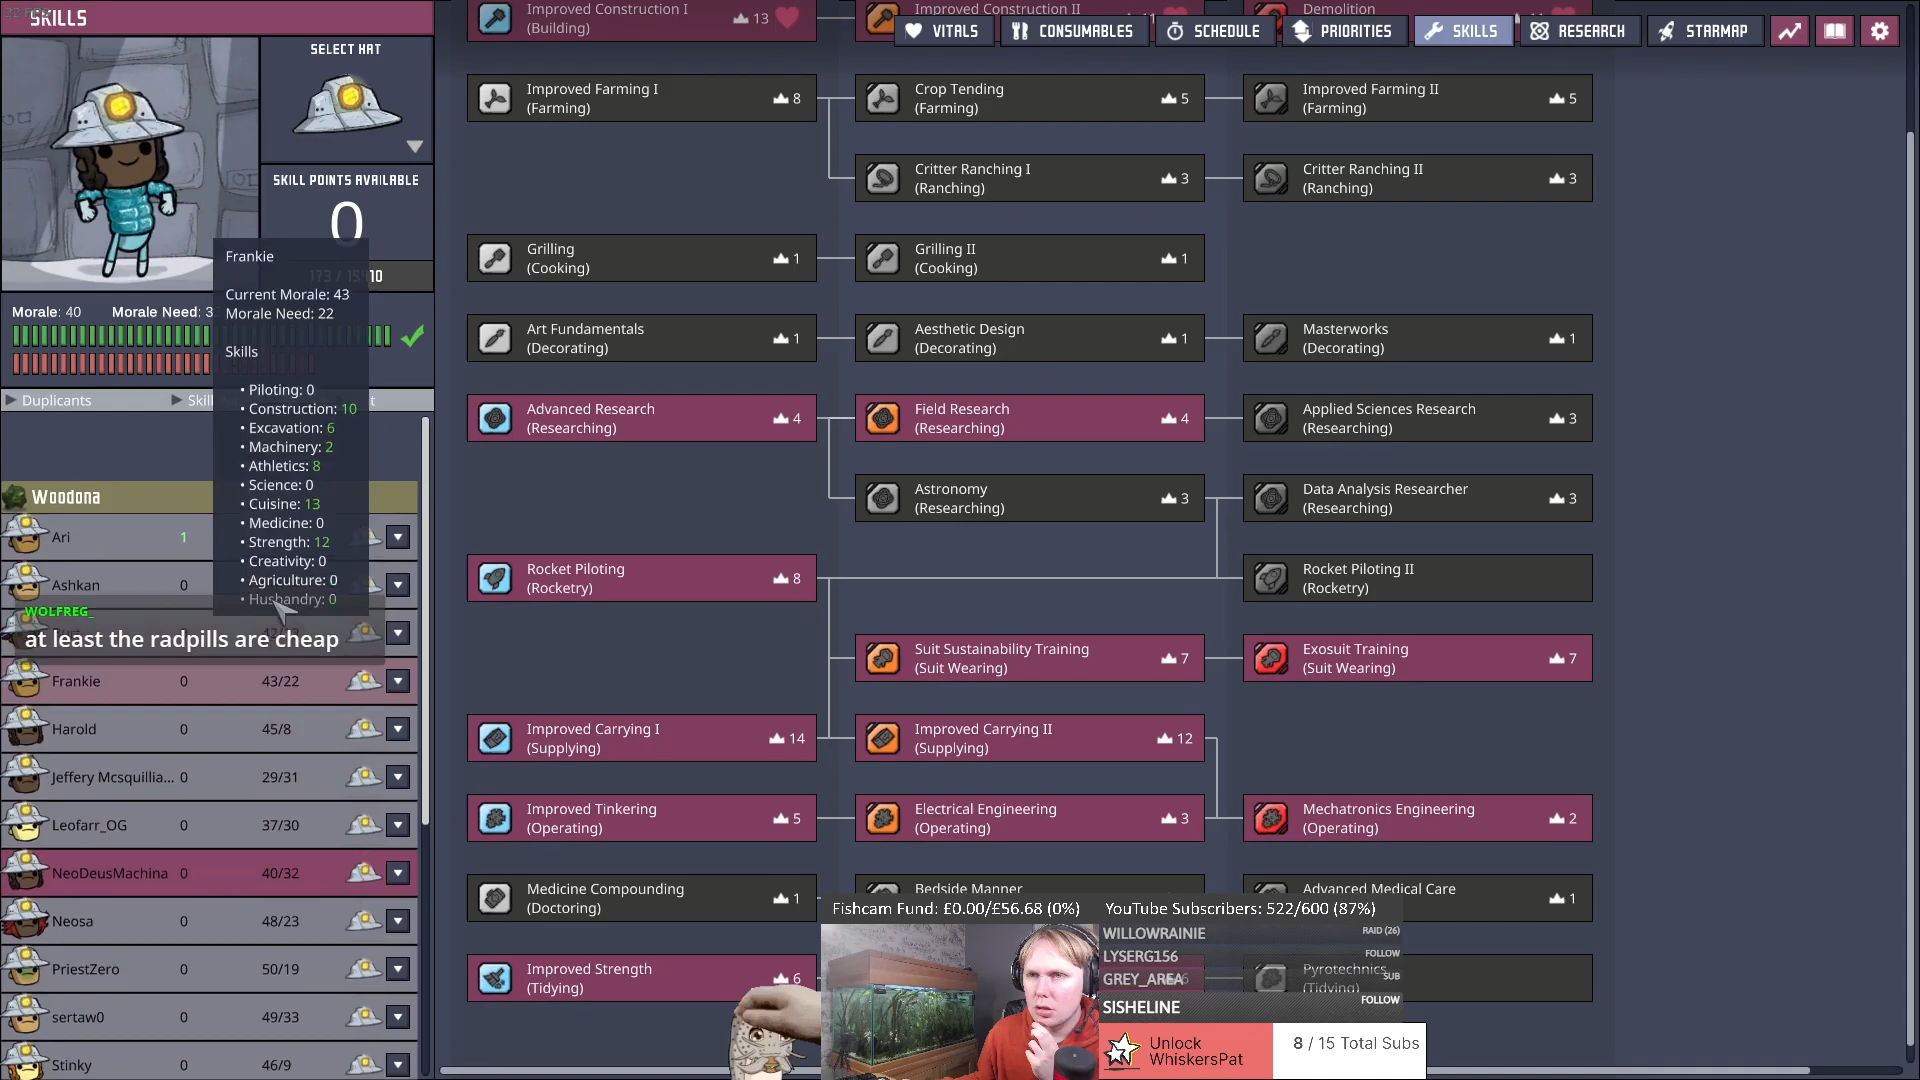 22 FPS
SKILLS
SELECT HAT
SKILL POINTS AVAILABLE
0
Morale: 40
Morale Need: 3
Frankie
Current Morale: 43
Morale Need: 22
Skills
• Piloting: 0
• Construction: 10
• Excavation: 6
• Machinery: 2
• Athletics: 8
• Science: 0
• Cuisine: 13
• Medicine: 0
• Strength: 12
• Creativity: 0
• Agriculture: 0
• Husbandry: 0
Duplicants
Woodona
Ari 1
Ashkan 0
WOLFREG_
at least the radpills are cheap
Frankie 0 43/22
Harold 0 45/8
Jeffery Mcsquillia... 0 29/31
Leofarr_OG 0 37/30
NeoDeusMachina 0 40/32
Neosa 0 48/23
PriestZero 0 50/19
sertaw0 0 49/33
Stinky 0 46/9
VITALS CONSUMABLES SCHEDULE PRIORITIES SKILLS RESEARCH STARMAP
Improved Construction I 13
(Building)
Improved Construction II
Demolition
Improved Farming I 8
(Farming)
Crop Tending 5
(Farming)
Improved Farming II 5
(Farming)
Critter Ranching I 3
(Ranching)
Critter Ranching II 3
(Ranching)
Grilling 1
(Cooking)
Grilling II 1
(Cooking)
Art Fundamentals 1
(Decorating)
Aesthetic Design 1
(Decorating)
Masterworks 1
(Decorating)
Advanced Research 4
(Researching)
Field Research 4
(Researching)
Applied Sciences Research 3
(Researching)
Astronomy 3
(Researching)
Data Analysis Researcher 3
(Researching)
Rocket Piloting 8
(Rocketry)
Rocket Piloting II
(Rocketry)
Suit Sustainability Training 7
(Suit Wearing)
Exosuit Training 7
(Suit Wearing)
Improved Carrying I 14
(Supplying)
Improved Carrying II 12
(Supplying)
Improved Tinkering 5
(Operating)
Electrical Engineering 3
(Operating)
Mechatronics Engineering 2
(Operating)
Medicine Compounding 1
(Doctoring)
Bedside Manner
Advanced Medical Care 1
Improved Strength 6
(Tidying)
Pyrotechnics
(Tidying)
Fishcam Fund: £0.00/£56.68 (0%)
YouTube Subscribers: 522/600 (87%)
WILLOWRAINIE RAID (26)
LYSERG156 FOLLOW
GREY_AREA SUB
SISHELINE FOLLOW
Unlock
WhiskersPat
8 / 15 Total Subs